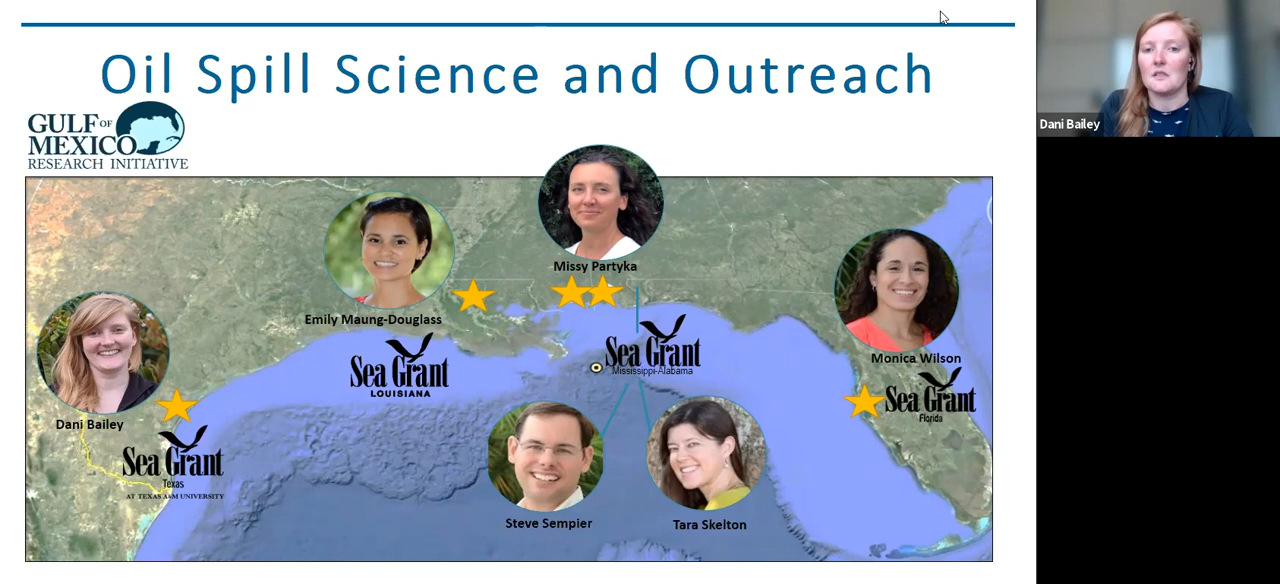 Oil Spill Science and Outreach
GULF OF
MEXICO
RESEARCH INITIATIVE
Dani Bailey
Missy Partyka
Emily Maung-Douglass
Monica Wilson
Sea Grant
Mississippi-Alabama
Sea Grant
LOUISIANA
Sea Grant
Florida
Dani Bailey
Sea Grant
Texas
AT TEXAS A&M UNIVERSITY
Steve Sempier
Tara Skelton